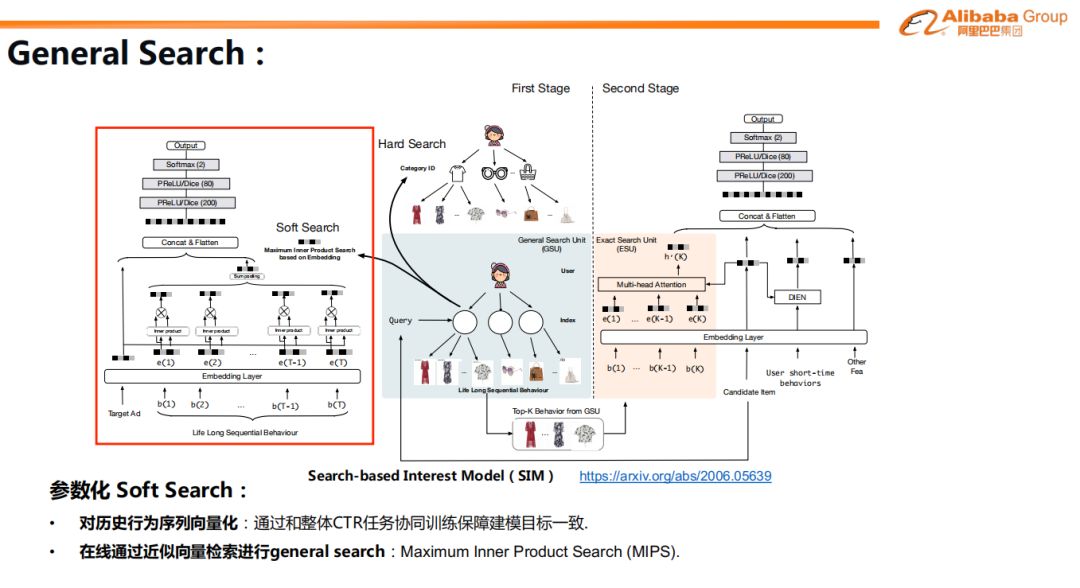 Alibaba Group
阿里巴巴集团
General Search：
First Stage
Second Stage
Output
Softmax (2)
PReLU/Dice (80)
PReLU/Dice (200)
Concat & Flatten
Sum pooling
Inner product
Inner product
Inner product
Inner product
e(1)
e(2)
...
e(T-1)
e(T)
Embedding Layer
Target Ad
b(1)
b(2)
...
b(T-1)
b(T)
Life Long Sequential Behaviour
Hard Search
Category ID
...
...
...
Soft Search
Maximum Inner Product Search
based on Embedding
General Search Unit
(GSU)
User
Query
Index
...
...
Life Long Sequential Behaviour
Top-K Behavior from GSU
...
Exact Search Unit
(ESU)
Output
Softmax (2)
PReLU/Dice (80)
PReLU/Dice (200)
Concat & Flatten
Multi-head Attention
DIEN
e(1) ... e(K-1) e(K)
Embedding Layer
b(1) ... b(K-1) b(K)
Candidate Item
User short-time
behaviors
Other
Fea
Search-based Interest Model（SIM） https://arxiv.org/abs/2006.05639
参数化 Soft Search：
• 对历史行为序列向量化：通过和整体CTR任务协同训练保障建模目标一致.
• 在线通过近似向量检索进行general search：Maximum Inner Product Search (MIPS).